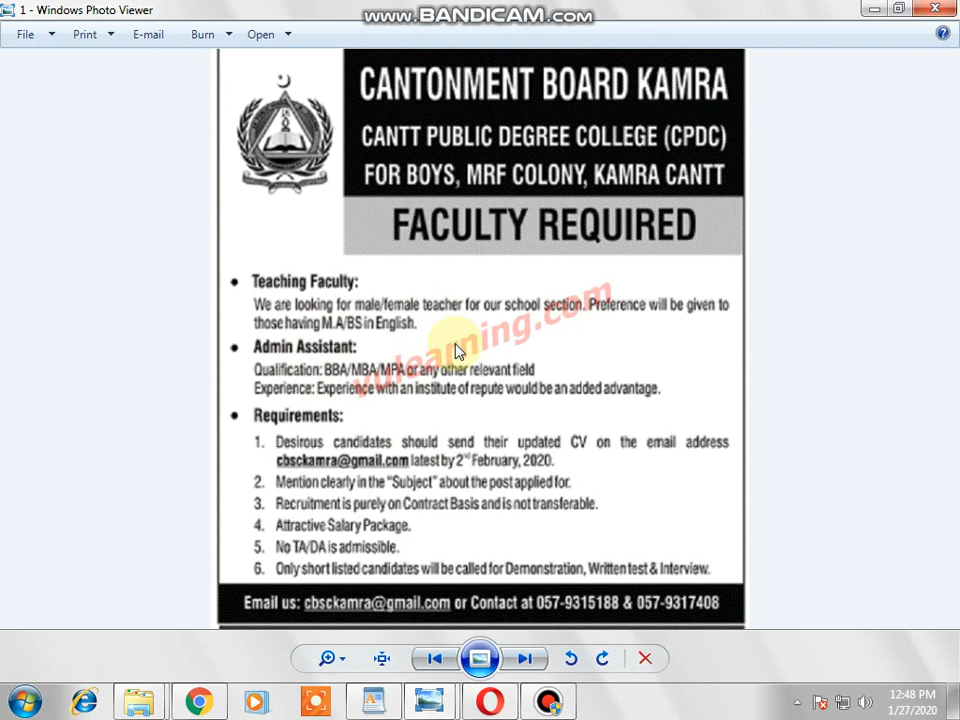 1 - Windows Photo Viewer
WWW.BANDICAM.COM
File Print E-mail Burn Open
CANTONMENT BOARD KAMRA
CANTT PUBLIC DEGREE COLLEGE (CPDC)
FOR BOYS, MRF COLONY, KAMRA CANTT
FACULTY REQUIRED
• Teaching Faculty:
We are looking for male/female teacher for our school section. Preference will be given to
those having M.A/BS in English.
vulearning.com
• Admin Assistant:
Qualification: BBA/MBA/MPA or any other relevant field
Experience: Experience with an institute of repute would be an added advantage.
• Requirements:
1. Desirous candidates should send their updated CV on the email address
cbsckamra@gmail.com latest by 2nd February, 2020.
2. Mention clearly in the "Subject" about the post applied for.
3. Recruitment is purely on Contract Basis and is not transferable.
4. Attractive Salary Package.
5. No TA/DA is admissible.
6. Only short listed candidates will be called for Demonstration, Written test & Interview.
Email us: cbsckamra@gmail.com or Contact at 057-9315188 & 057-9317408
12:48 PM
1/27/2020